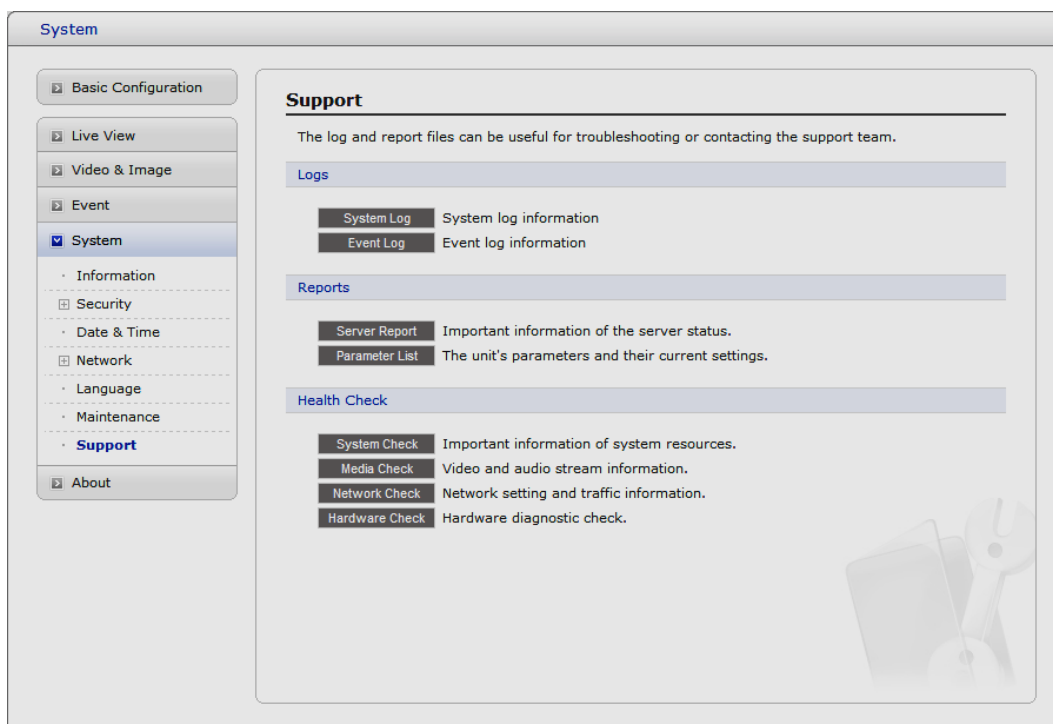 System
Basic Configuration
Live View
Video & Image
Event
System
Information
Security
Date & Time
Network
Language
Maintenance
Support
About
Support
The log and report files can be useful for troubleshooting or contacting the support team.
Logs
System Log System log information
Event Log Event log information
Reports
Server Report Important information of the server status.
Parameter List The unit's parameters and their current settings.
Health Check
System Check Important information of system resources.
Media Check Video and audio stream information.
Network Check Network setting and traffic information.
Hardware Check Hardware diagnostic check.